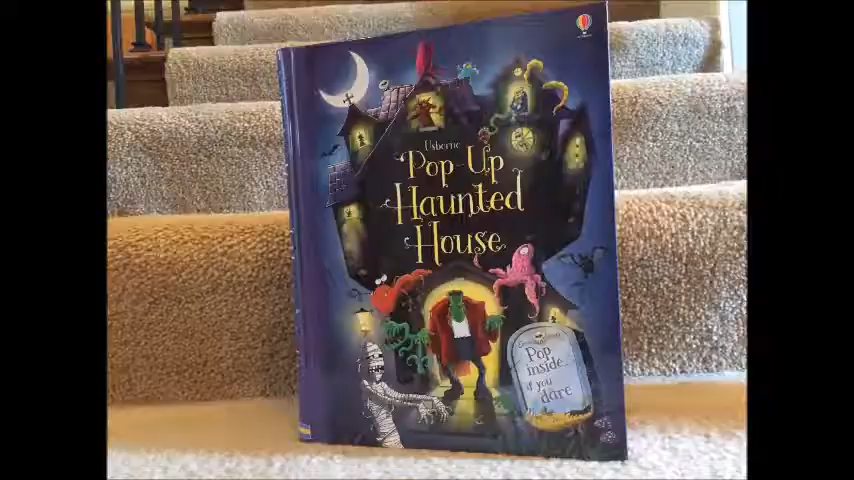 Usborne
Pop-Up
Haunted
House
Pop
inside...
if you
dare